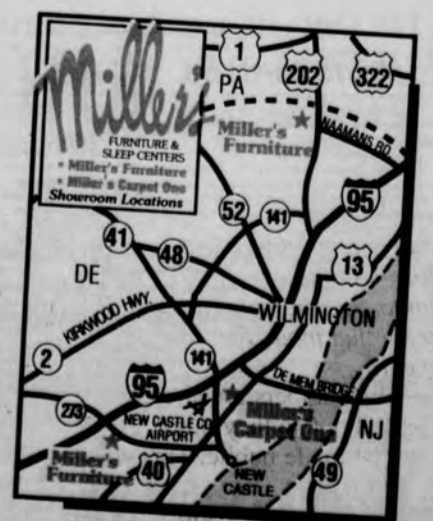 Miller's
FURNITURE &
SLEEP CENTERS
* Miller's Furniture
* Miller's Carpet One
Showroom Locations
1
202
322
PA
Miller's
Furniture
NAAMANS RD.
95
52
141
41
48
13
DE
WILMINGTON
KIRKWOOD HWY.
2
141
95
DE MEM BRIDGE
273
NEW CASTLE CO.
AIRPORT
Miller's
Carpet One
NJ
Miller's
Furniture
40
NEW
CASTLE
49